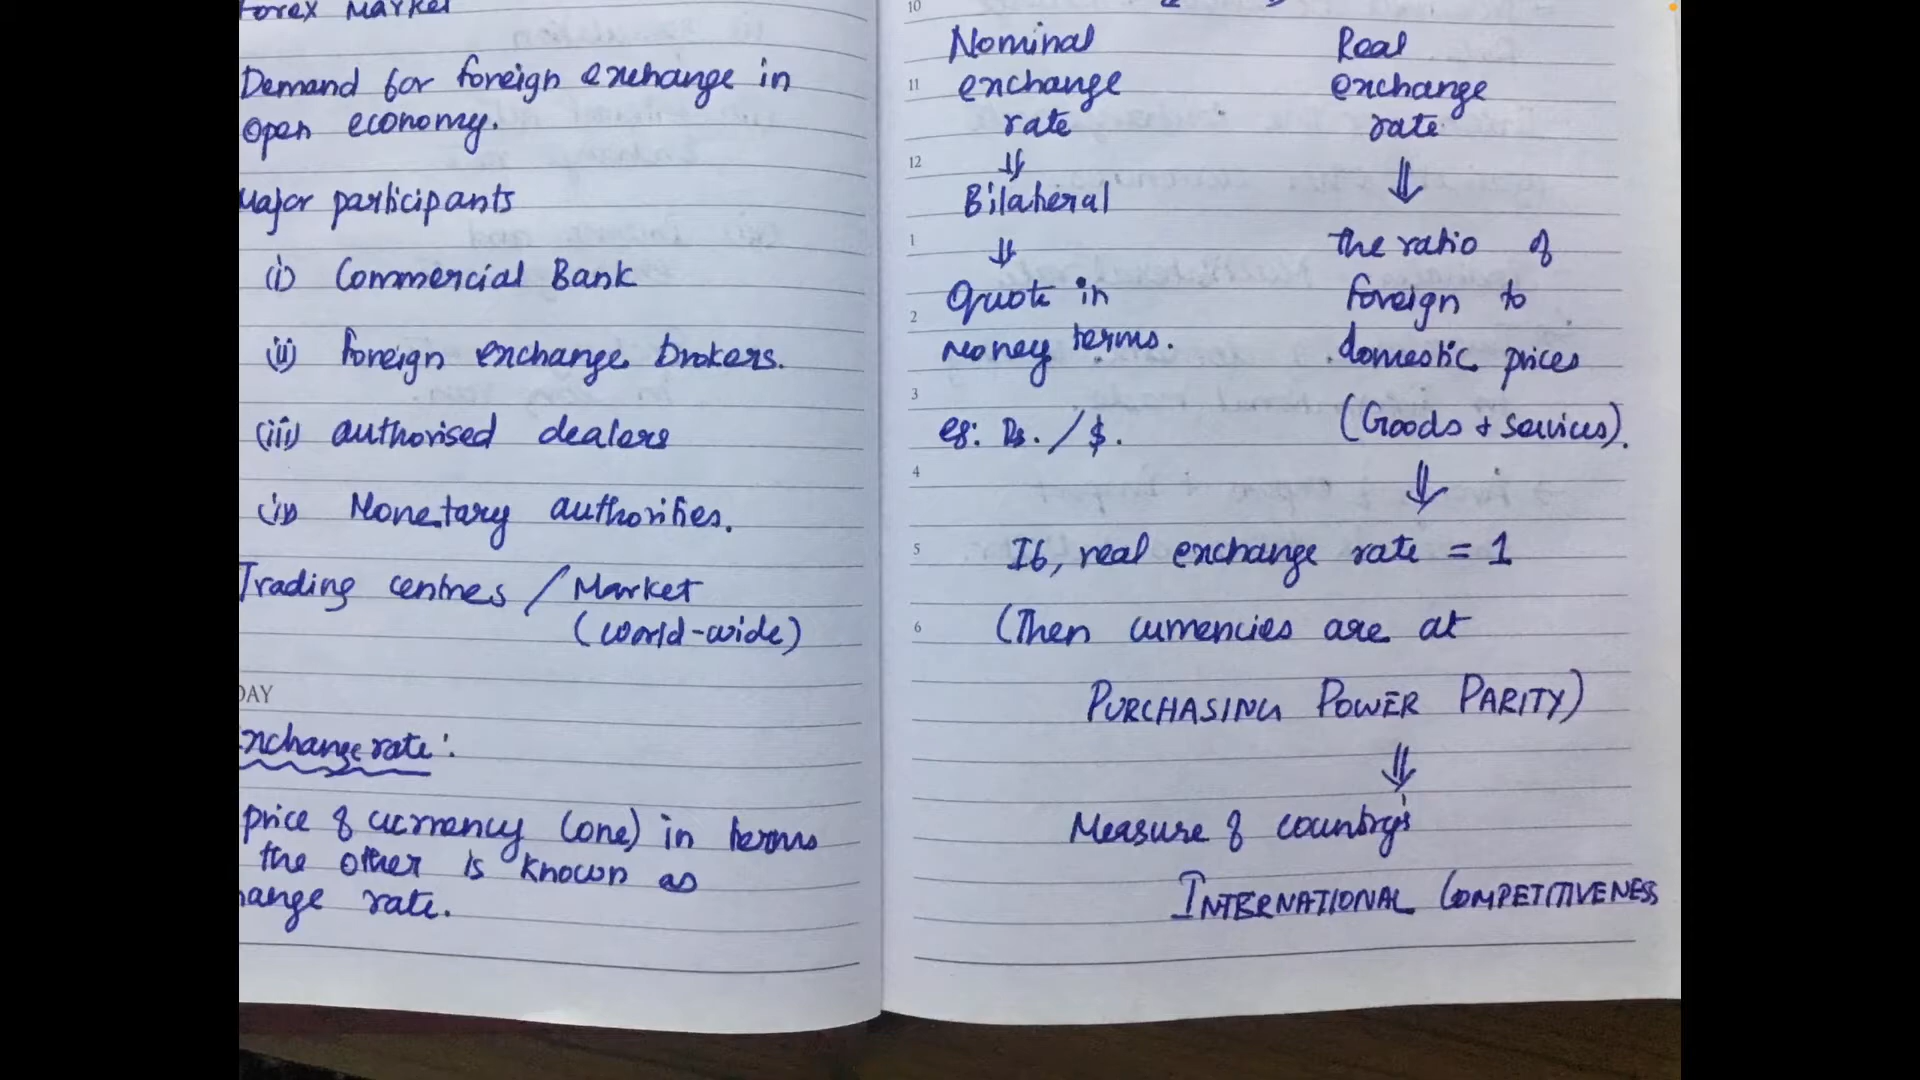 Forex Market
Demand for foreign exchange in
open economy.
Major participants
(i) Commercial Bank
(ii) foreign exchange brokers.
(iii) authorised dealers
(iv) Monetary authorities.
Trading centres / Market
(world-wide)
DAY
Exchange rate:
price of currency (one) in terms
the other is known as
hange rate.
10
Nominal
exchange
rate
Bilateral
Quote in
Money terms.
eg: Rs. / $.
Real
exchange
rate
the ratio of
foreign to
domestic prices
(Goods + Services).
11
12
1
2
3
4
5
If, real exchange rate = 1
6
(Then currencies are at
PURCHASING POWER PARITY)
Measure of country's
INTERNATIONAL COMPETITIVENESS